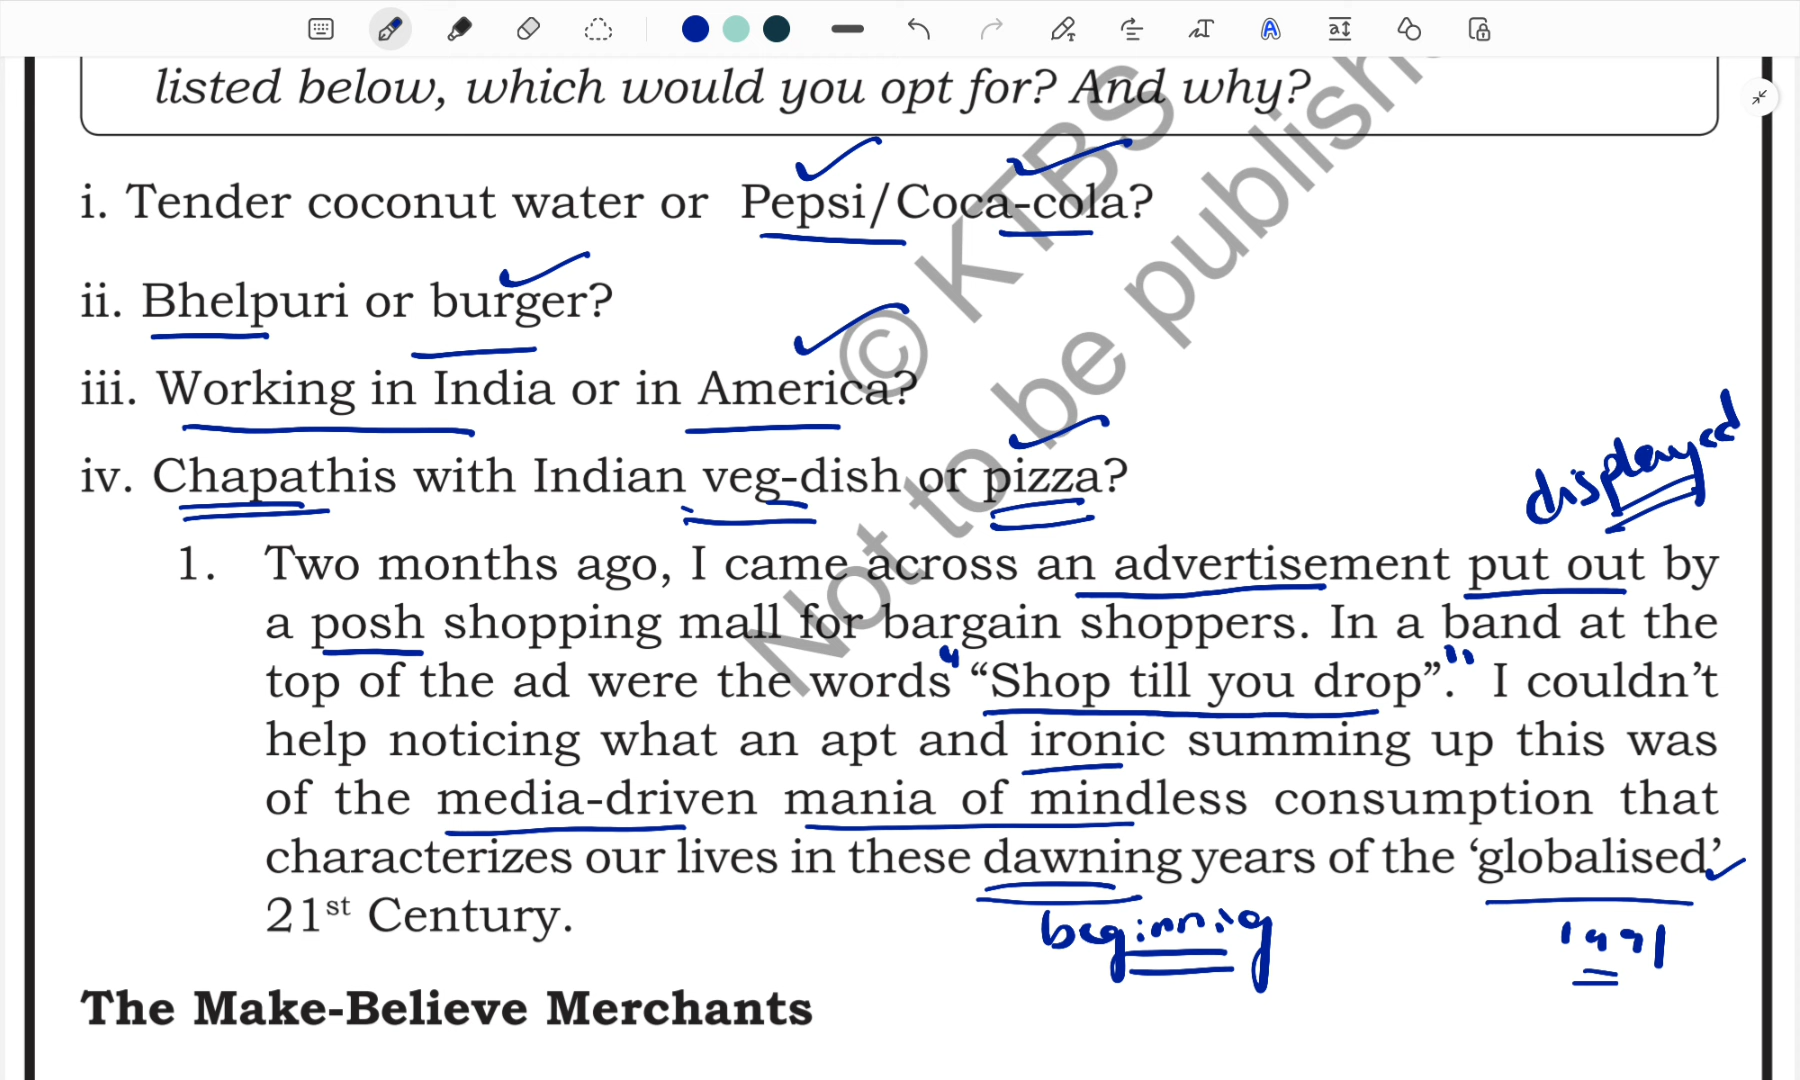 listed below, which would you opt for? And why?
i. Tender coconut water or Pepsi/Coca-cola?
ii. Bhelpuri or burger?
iii. Working in India or in America?
iv. Chapathis with Indian veg-dish or pizza?
displayed
1. Two months ago, I came across an advertisement put out by
a posh shopping mall for bargain shoppers. In a band at the
top of the ad were the words “Shop till you drop”. I couldn’t
help noticing what an apt and ironic summing up this was
of the media-driven mania of mindless consumption that
characterizes our lives in these dawning years of the ‘globalised’
21st Century.
beginning
1991
The Make-Believe Merchants
© KTBS
Not to be publish